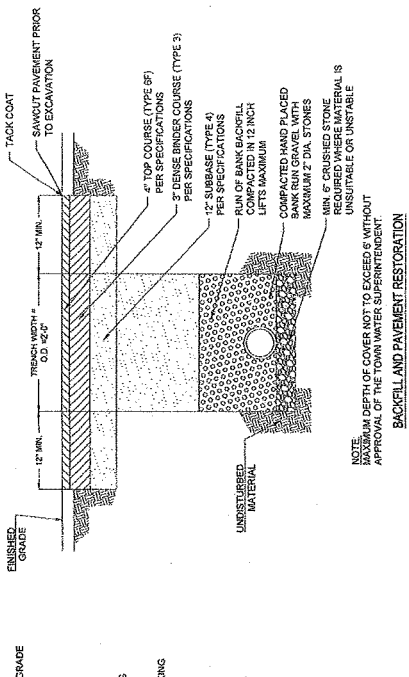 GRADE
S
KING
FINISHED
GRADE
12" MIN.
TRENCH WIDTH =
O.D. =2'-0"
12" MIN.
TACK COAT
SAWCUT PAVEMENT PRIOR
TO EXCAVATION
4" TOP COURSE (TYPE 6F)
PER SPECIFICATIONS
3" DENSE BINDER COURSE (TYPE 3)
PER SPECIFICATIONS
12" SUBBASE (TYPE 4)
PER SPECIFICATIONS
RUN OF BANK BACKFILL
COMPACTED IN 12 INCH
LIFTS MAXIMUM
COMPACTED HAND PLACED
BANK RUN GRAVEL WITH
MAXIMUM 2" DIA. STONES
MIN. 6" CRUSHED STONE
REQUIRED WHERE MATERIAL IS
UNSUITABLE OR UNSTABLE
UNDISTURBED
MATERIAL
NOTE:
MAXIMUM DEPTH OF COVER NOT TO EXCEED 6' WITHOUT
APPROVAL OF THE TOWN WATER SUPERINTENDENT.
BACKFILL AND PAVEMENT RESTORATION